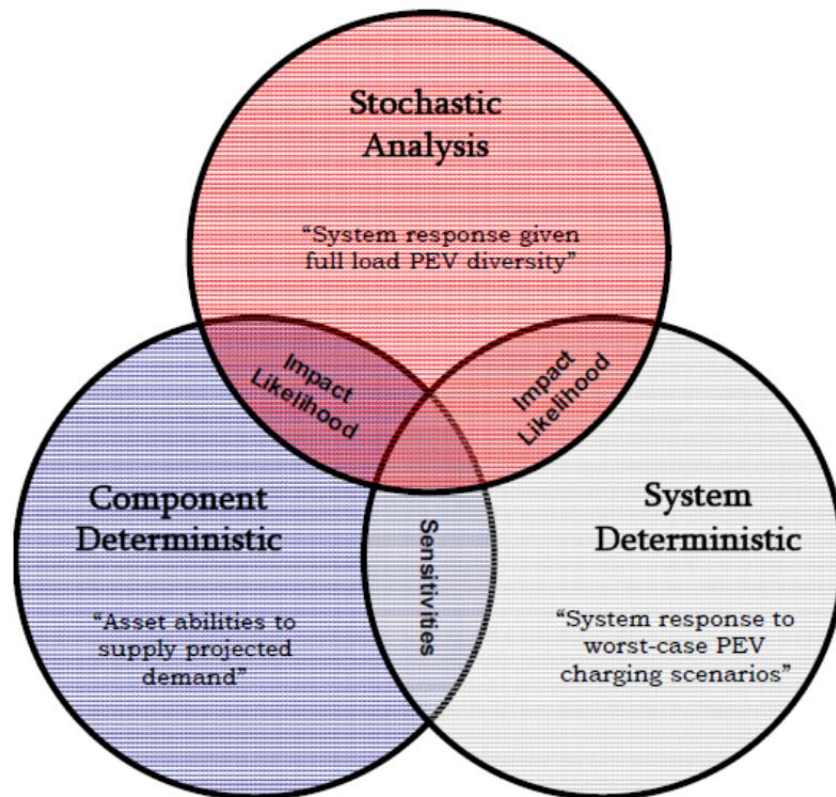 Stochastic
Analysis
“System response given
full load PEV diversity”
Impact
Likelihood
Impact
Likelihood
Component
Deterministic
“Asset abilities to
supply projected
demand”
Sensitivities
System
Deterministic
“System response to
worst-case PEV
charging scenarios”